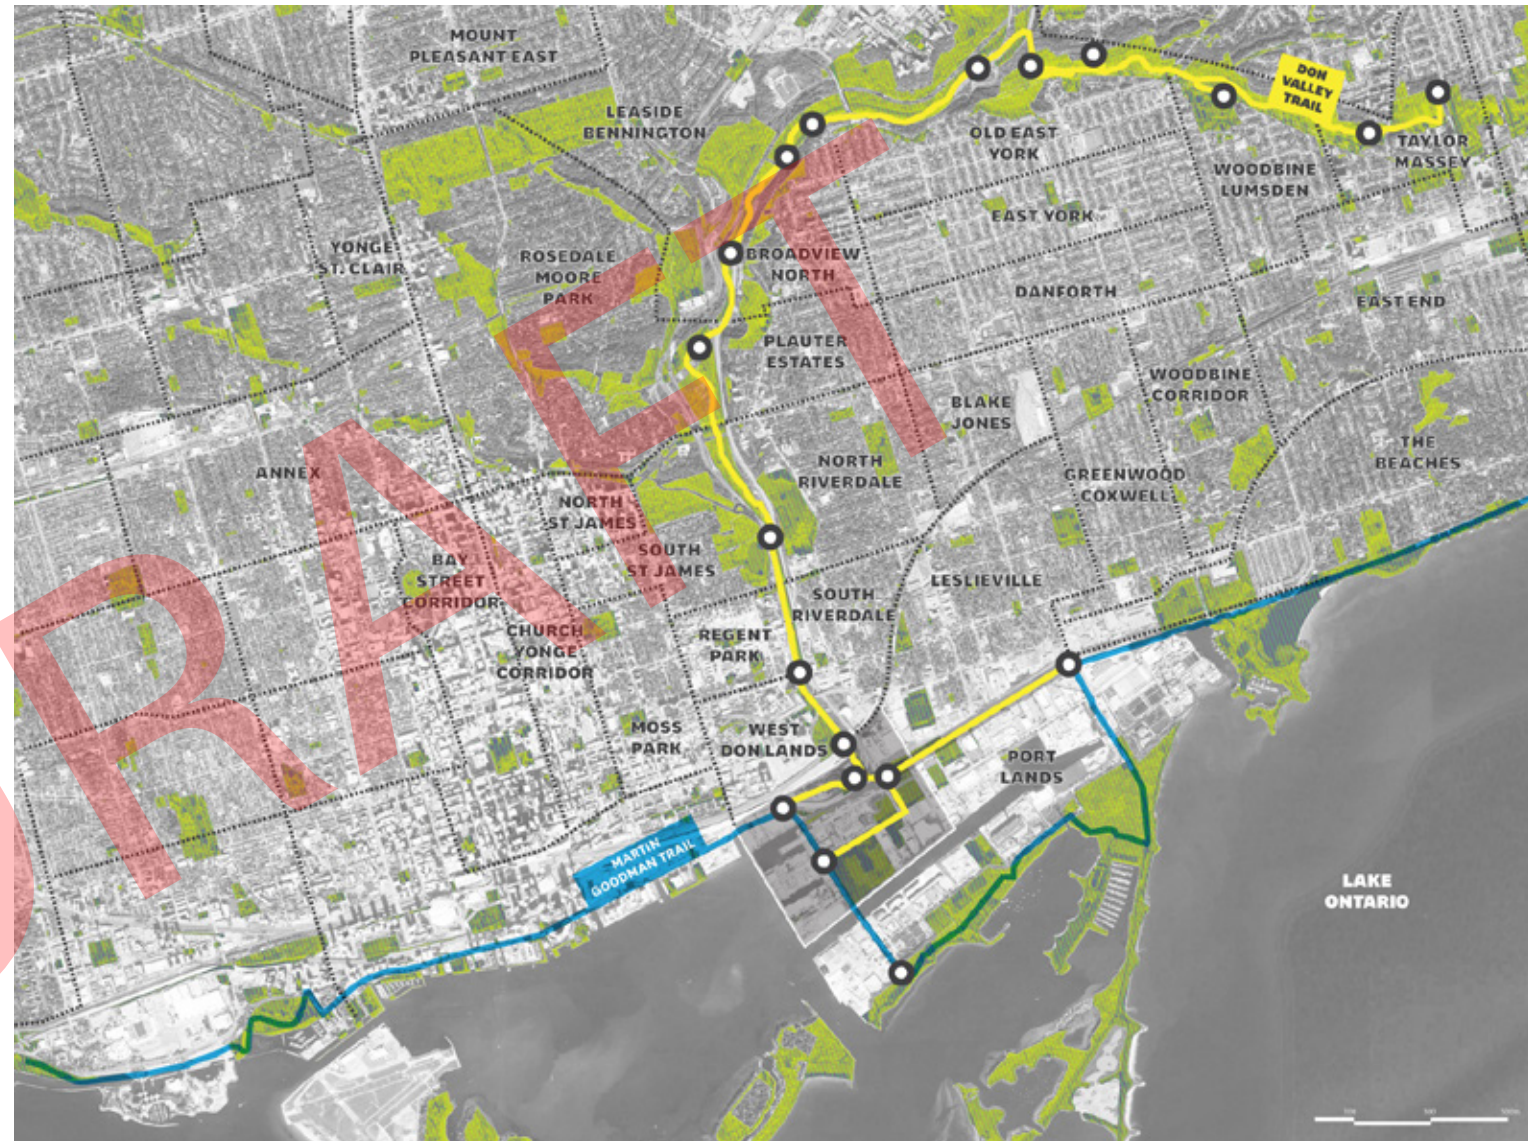 MOUNT
PLEASANT EAST
LEASIDE
BENNINGTON
DON
VALLEY
TRAIL
OLD EAST
YORK
TAYLOR
MASSEY
WOODBINE
LUMSDEN
EAST YORK
YONGE
ST. CLAIR
ROSEDALE
MOORE
PARK
BROADVIEW
NORTH
DANFORTH
EAST END
PLAUTER
ESTATES
WOODBINE
CORRIDOR
BLAKE
JONES
THE
BEACHES
ANNEX
NORTH
RIVERDALE
GREENWOOD
COXWELL
NORTH
ST JAMES
SOUTH
ST JAMES
BAY
STREET
CORRIDOR
LESLIEVILLE
SOUTH
RIVERDALE
CHURCH
YONGE
CORRIDOR
REGENT
PARK
MOSS
PARK
WEST
DON LANDS
PORT
LANDS
MARTIN
GOODMAN TRAIL
LAKE
ONTARIO
DRAFT